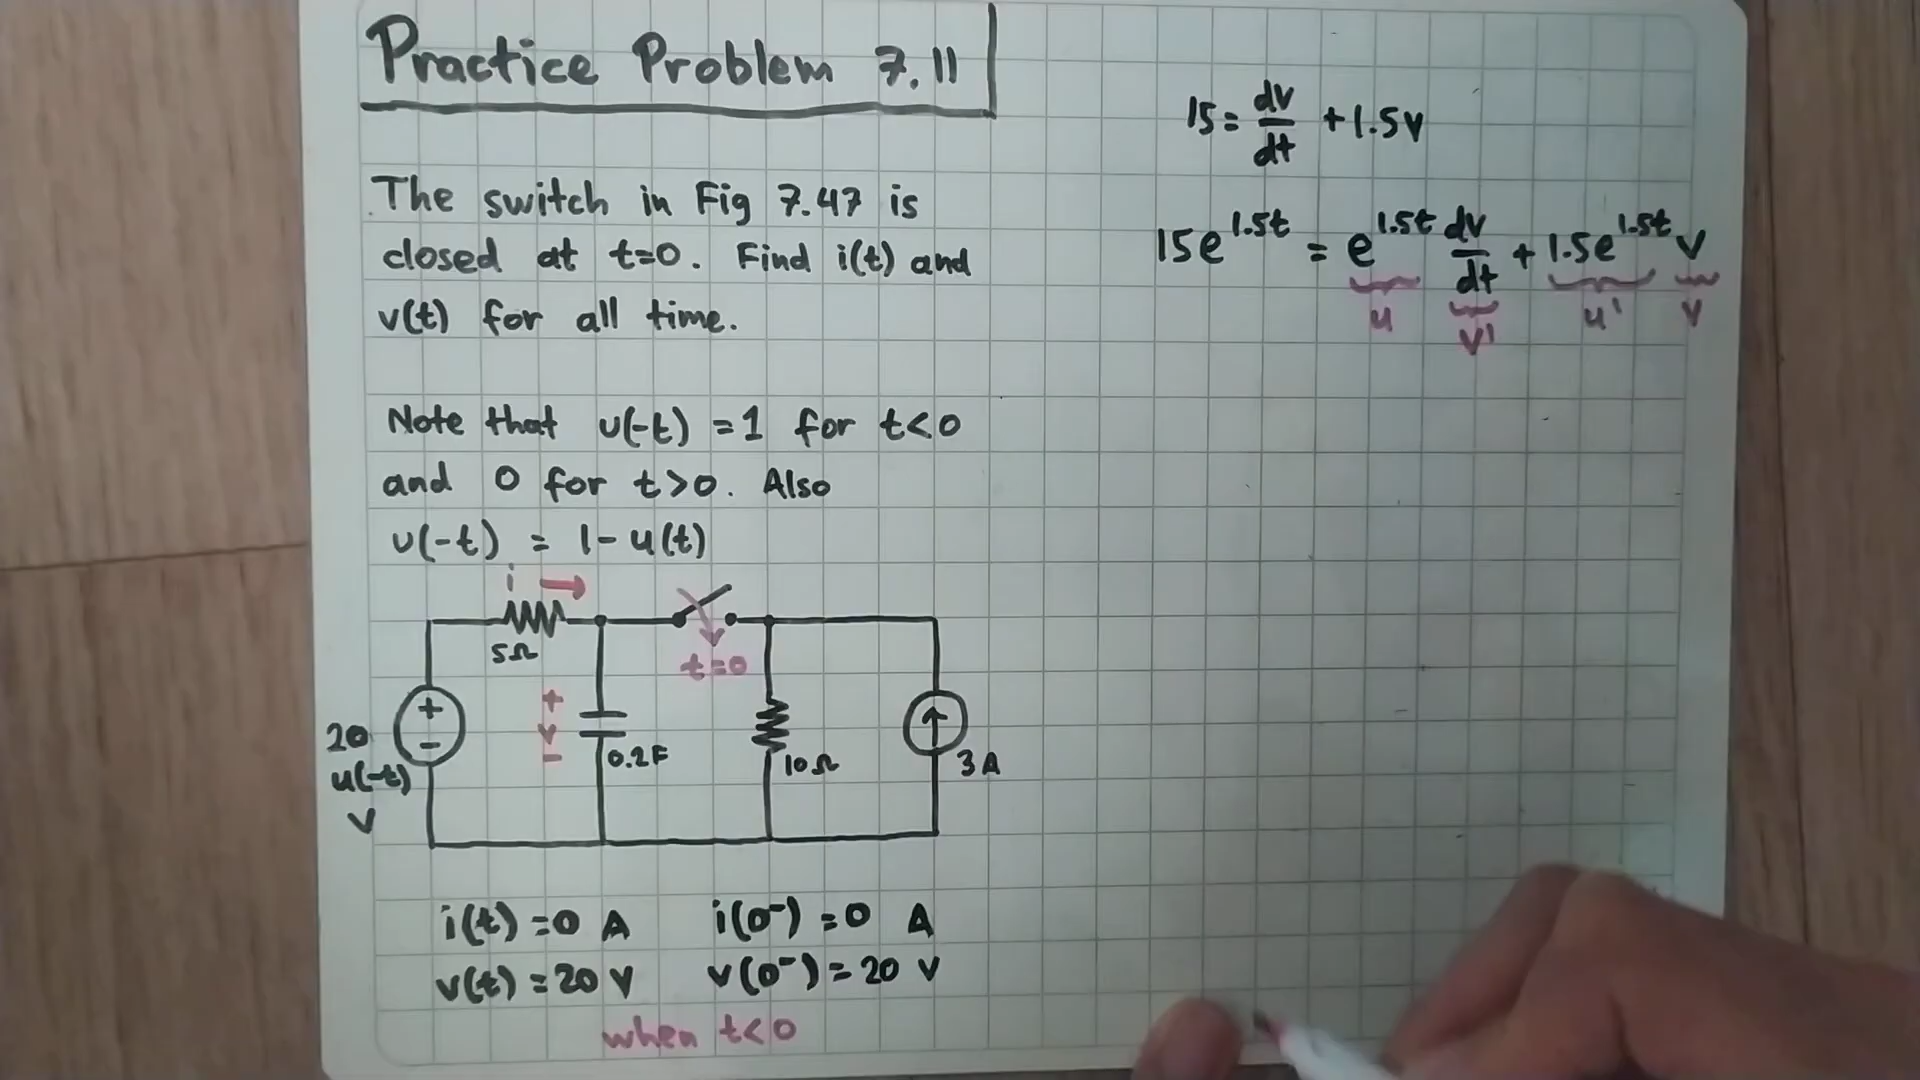 Practice Problem 7.11
The switch in Fig 7.47 is
closed at t=0. Find i(t) and
v(t) for all time.
Note that u(-t) = 1 for t<0
and 0 for t>0. Also
u(-t) = 1 - u(t)
i
5Ω
t=0
+
v
-
+
-
20
u(-t)
V
0.2F
10Ω
3A
i(t) = 0 A
i(0⁻) = 0 A
v(t) = 20 V
v(0⁻) = 20 V
when t<0
15 = dv/dt + 1.5v
15e^1.5t = e^1.5t dv/dt + 1.5e^1.5t v
u v' u' v